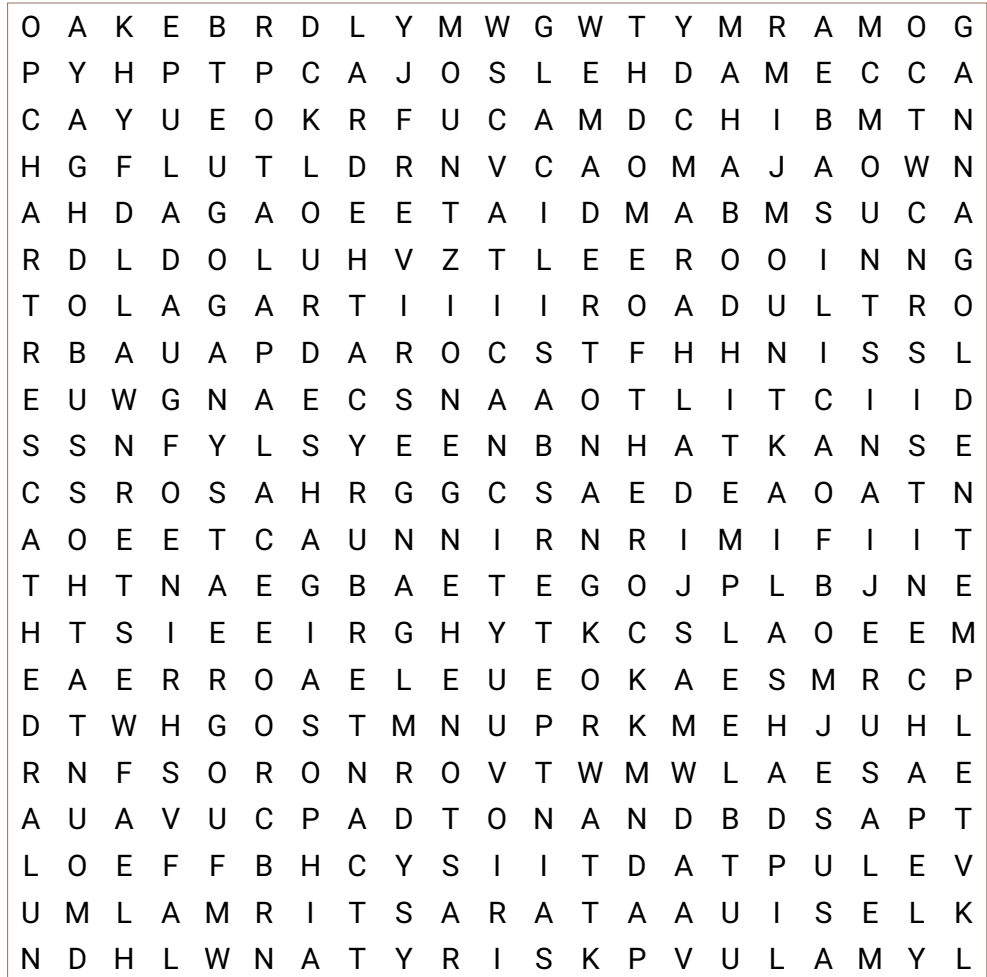 O A K E B R D L Y M W G W T Y M R A M O G
P Y H P T P C A J O S L E H D A M E C C A
C A Y U E O K R F U C A M D C H I B M T N
H G F L U T L D R N V C A O M A J A O W N
A H D A G A O E E T A I D M A B M S U C A
R D L D O L U H V Z T L E E R O O I N N G
T O L A G A R T I I I I R O A D U L T R O
R B A U A P D A R O C S T F H H N I S S L
E U W G N A E C S N A A O T L I T C I I D
S S N F Y L S Y E E N B N H A T K A N S E
C S R O S A H R G G C S A E D E A O A T N
A O E E T C A U N N I R N R I M I F I I T
T H T N A E G B A E T E G O J P L B J N E
H T S I E E I R G H Y T K C S L A O E E M
E A E R R O A E L E U E O K A E S M R C P
D T W H G O S T M N U P R K M E H J U H L
R N F S O R O N R O V T W M W L A E S A E
A U A V U C P A D T O N A N D B D S A P T
L O E F F B H C Y S I I T D A T P U L E V
U M L A M R I T S A R A T A A U I S E L K
N D H L W N A T Y R I S K P V U L A M Y L